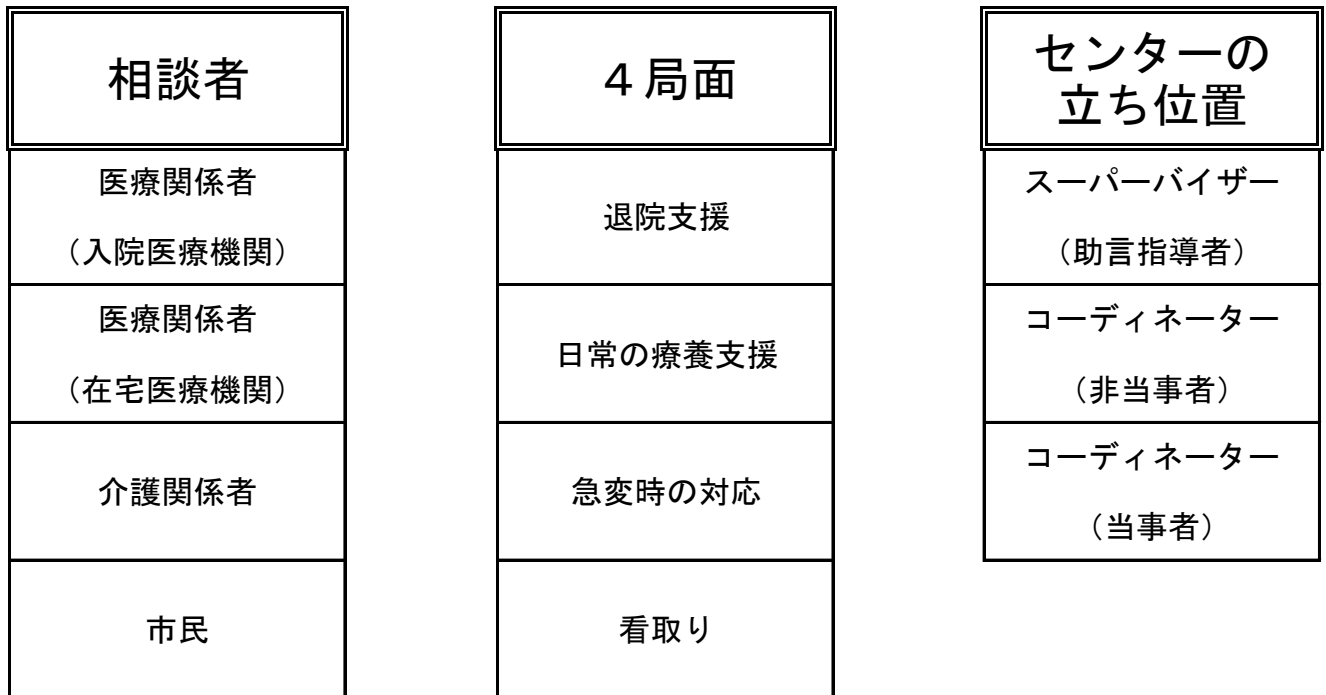 相談者
医療関係者
（入院医療機関）
医療関係者
（在宅医療機関）
介護関係者
市民
４局面
退院支援
日常の療養支援
急変時の対応
看取り
センターの
立ち位置
スーパーバイザー
（助言指導者）
コーディネーター
（非当事者）
コーディネーター
（当事者）